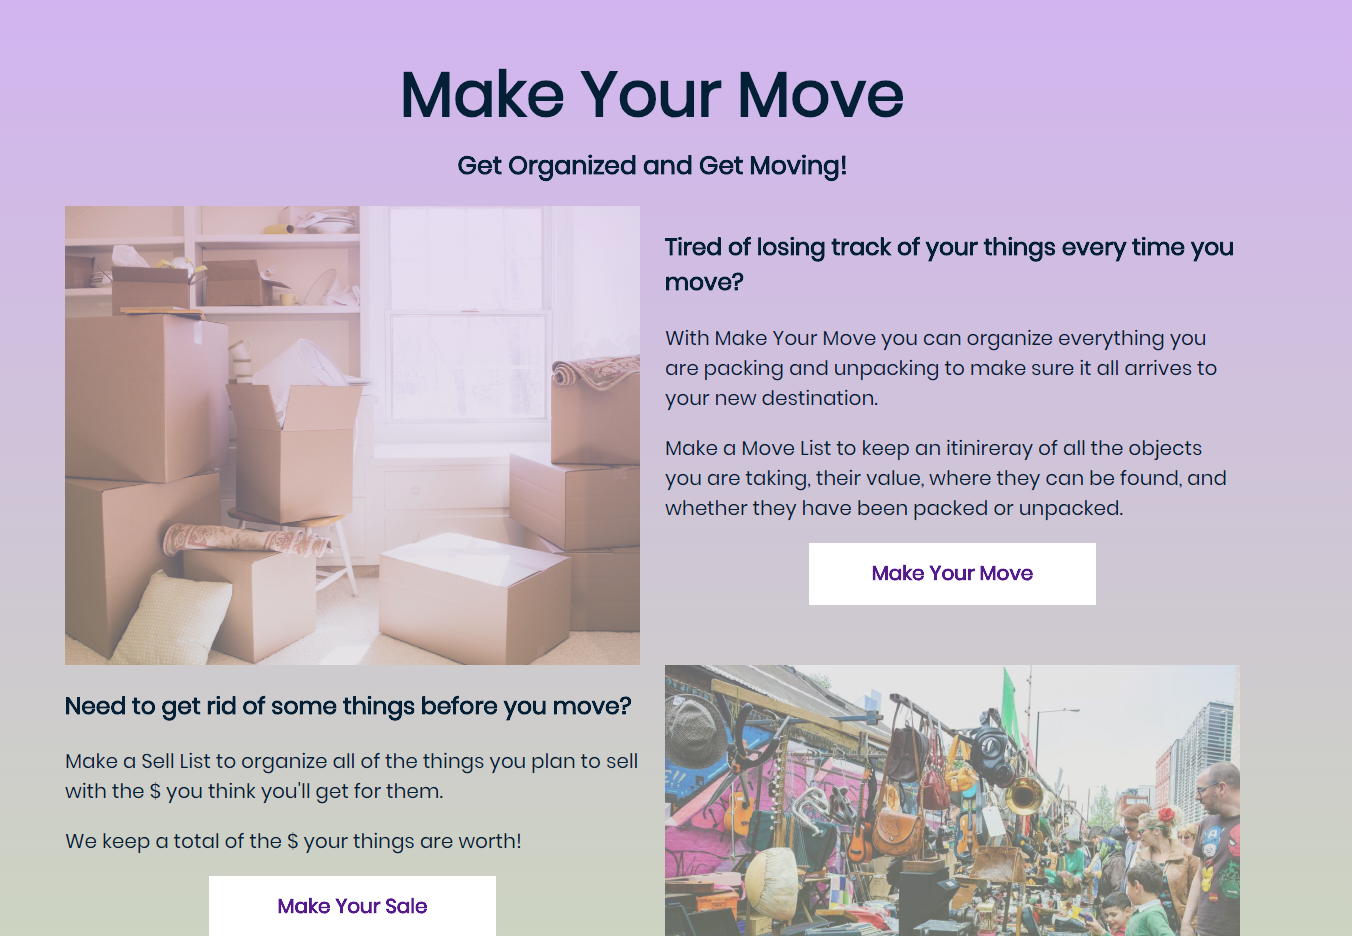 Make Your Move
Get Organized and Get Moving!
Tired of losing track of your things every time you
move?
With Make Your Move you can organize everything you
are packing and unpacking to make sure it all arrives to
your new destination.
Make a Move List to keep an itinireray of all the objects
you are taking, their value, where they can be found, and
whether they have been packed or unpacked.
Make Your Move
Need to get rid of some things before you move?
Make a Sell List to organize all of the things you plan to sell
with the $ you think you'll get for them.
We keep a total of the $ your things are worth!
Make Your Sale